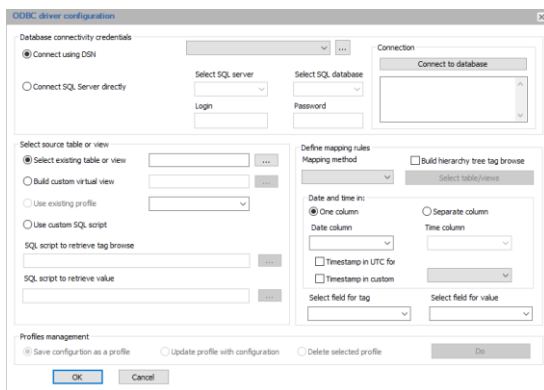 ODBC driver configuration
Database connectivity credentials
Connect using DSN
...
Connection
Connect to database
Connect SQL Server directly
Select SQL server
Select SQL database
Login
Password
Select source table or view
Select existing table or view
...
Build custom virtual view
...
Use existing profile
Use custom SQL script
SQL script to retrieve tag browse
...
SQL script to retrieve value
...
Define mapping rules
Mapping method
Build hierarchy tree tag browse
Select table/views
Date and time in:
One column
Separate column
Date column
Time column
Timestamp in UTC for
Timestamp in custom
Select field for tag
Select field for value
Profiles management
Save configurtion as a profile
Update profile with configuration
Delete selected profile
Do
OK
Cancel